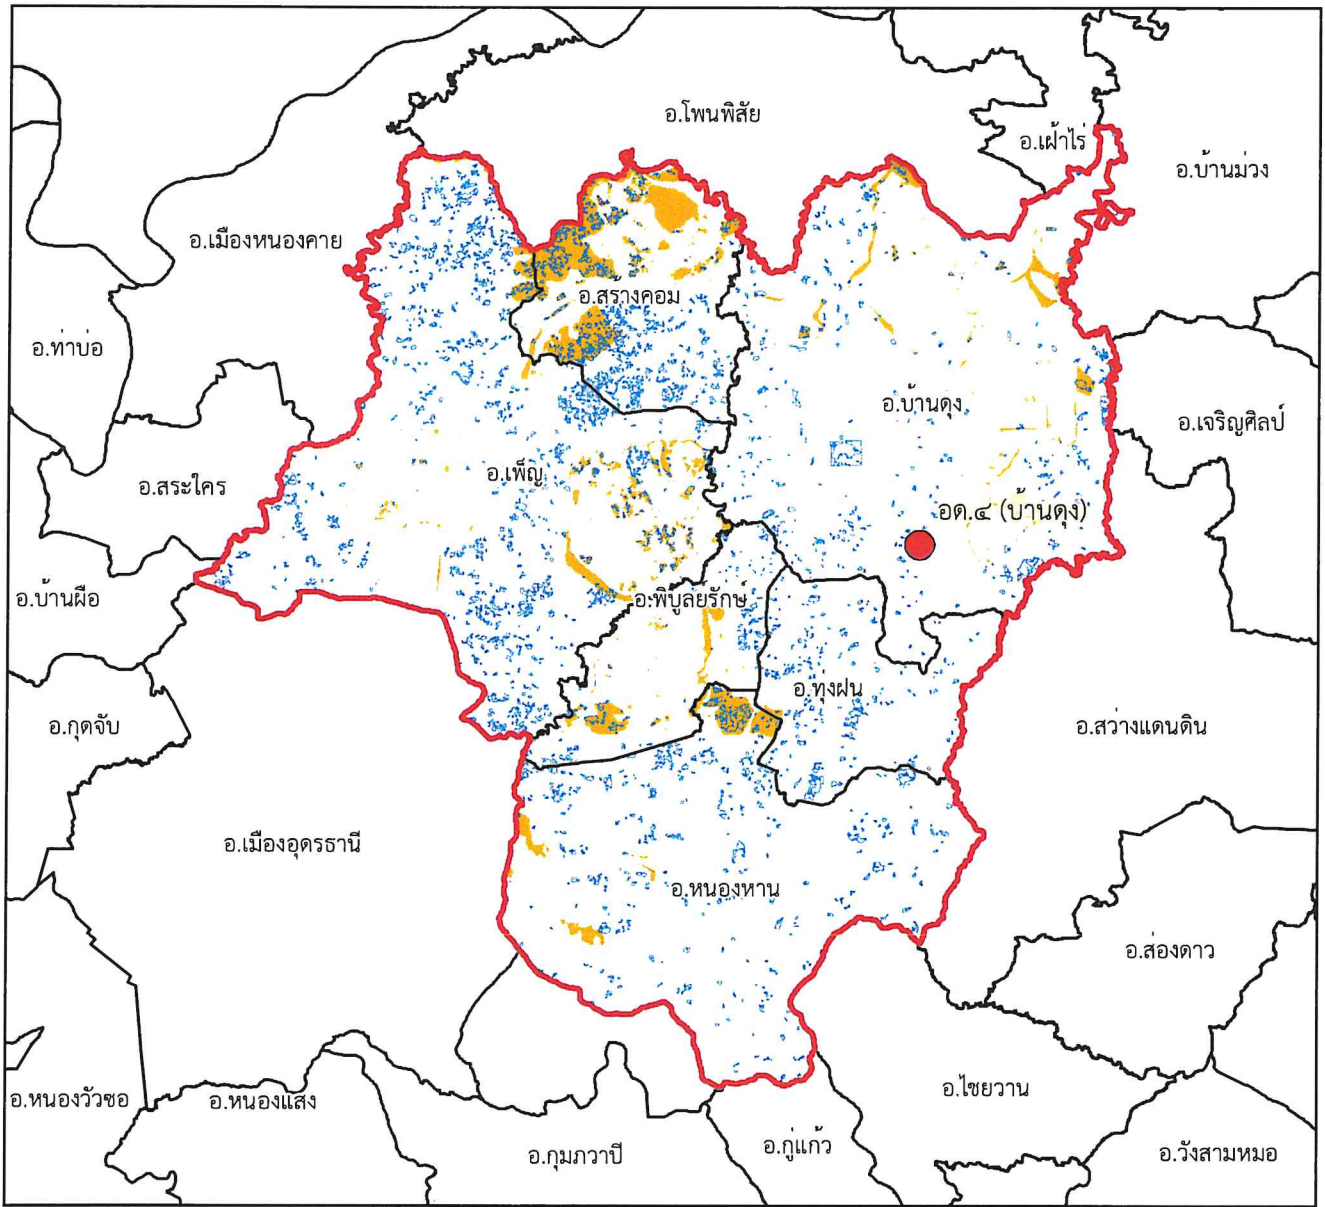 อ.โพนพิสัย
อ.เฝ้าไร่
อ.บ้านม่วง
อ.เมืองหนองคาย
อ.สร้างคอม
อ.ท่าบ่อ
อ.บ้านดุง
อ.เจริญศิลป์
อ.เพ็ญ
อ.สระใคร
อด.๔ (บ้านดุง)
อ.บ้านผือ
อ.พิบูลย์รักษ์
อ.ทุ่งฝน
อ.กุดจับ
อ.สว่างแดนดิน
อ.เมืองอุดรธานี
อ.หนองหาน
อ.ส่องดาว
อ.ไชยวาน
อ.หนองวัวซอ
อ.หนองแสง
อ.กู่แก้ว
อ.กุมภวาปี
อ.วังสามหมอ